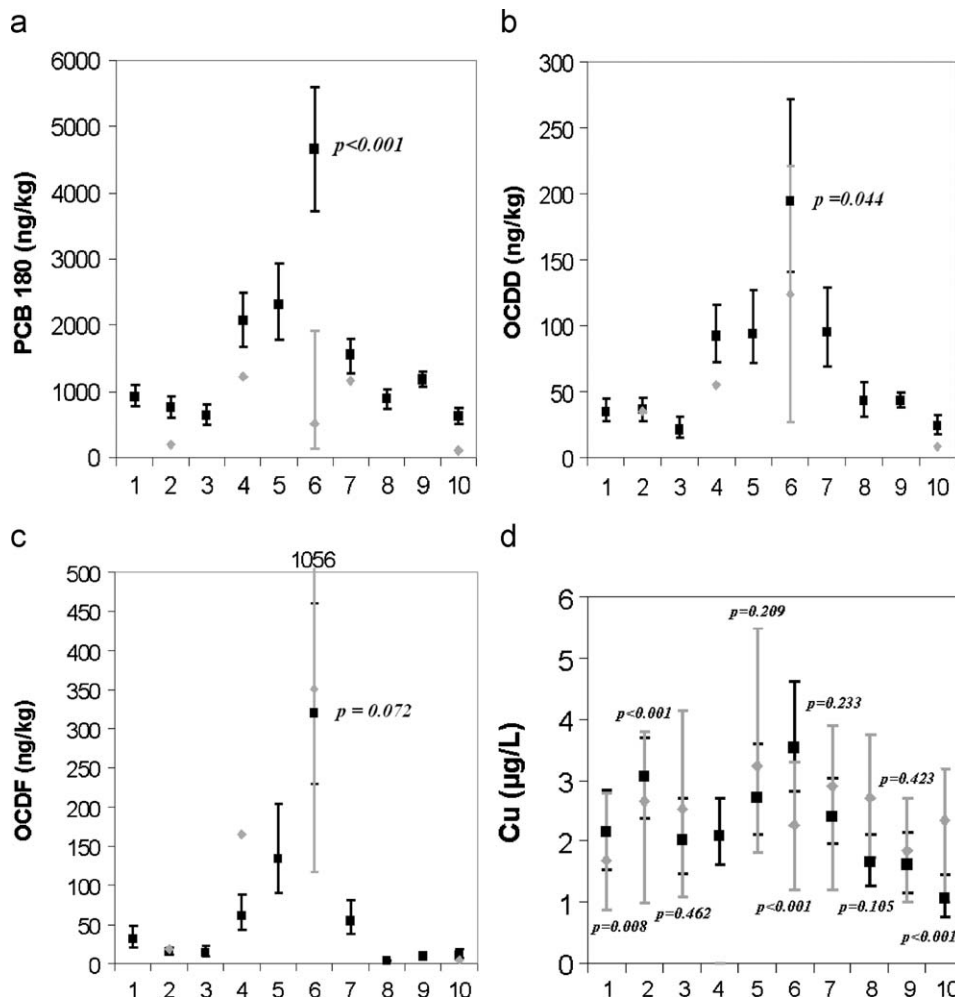 a
PCB 180 (ng/kg)
6000
5000
4000
3000
2000
1000
0
p<0.001
1 2 3 4 5 6 7 8 9 10
b
OCDD (ng/kg)
300
250
200
150
100
50
0
p =0.044
1 2 3 4 5 6 7 8 9 10
c
OCDF (ng/kg)
1056
500
450
400
350
300
250
200
150
100
50
0
p = 0.072
1 2 3 4 5 6 7 8 9 10
d
Cu (µg/L)
6
5
4
3
2
1
0
p=0.209
p<0.001
p=0.233
p=0.423
p=0.008
p=0.462
p<0.001
p=0.105
p<0.001
1 2 3 4 5 6 7 8 9 10